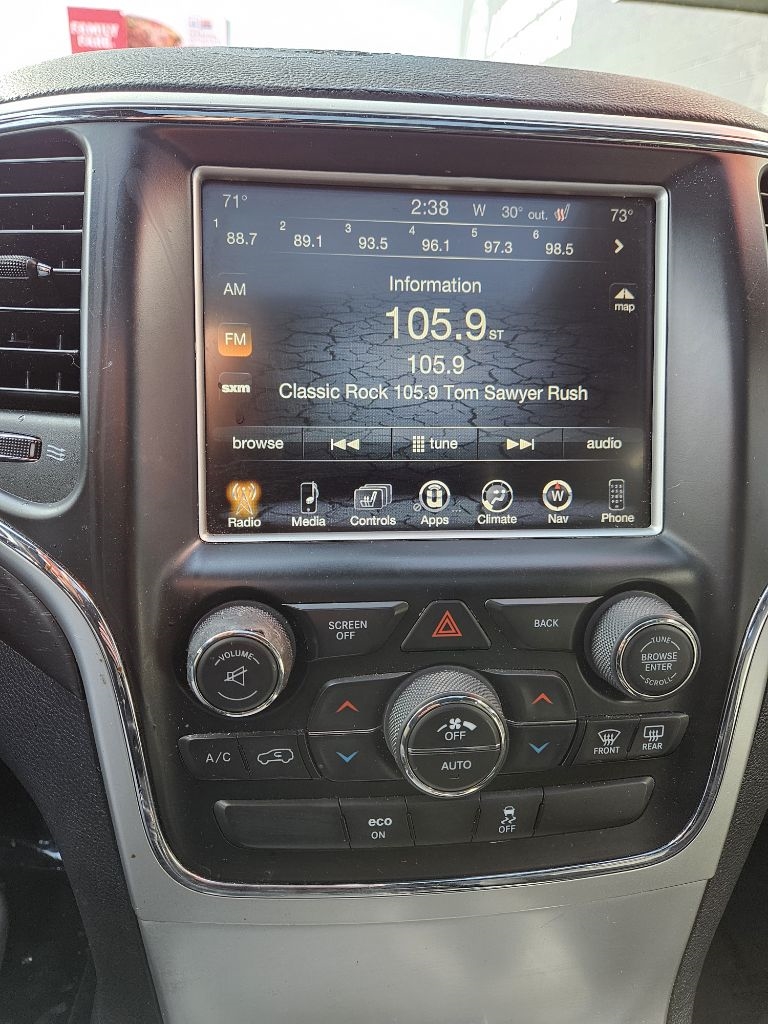 FAMILY
71° 2:38 W 30° out. 73°
1 88.7 2 89.1 3 93.5 4 96.1 5 97.3 6 98.5 >
Information
AM
map
105.9 ST
FM
105.9
sxm
Classic Rock 105.9 Tom Sawyer Rush
browse tune audio
Radio Media Controls Apps Climate W Nav Phone
SCREEN OFF
BACK
VOLUME
TUNE
BROWSE
ENTER
SCROLL
OFF
AUTO
A/C
FRONT
REAR
eco
ON
OFF